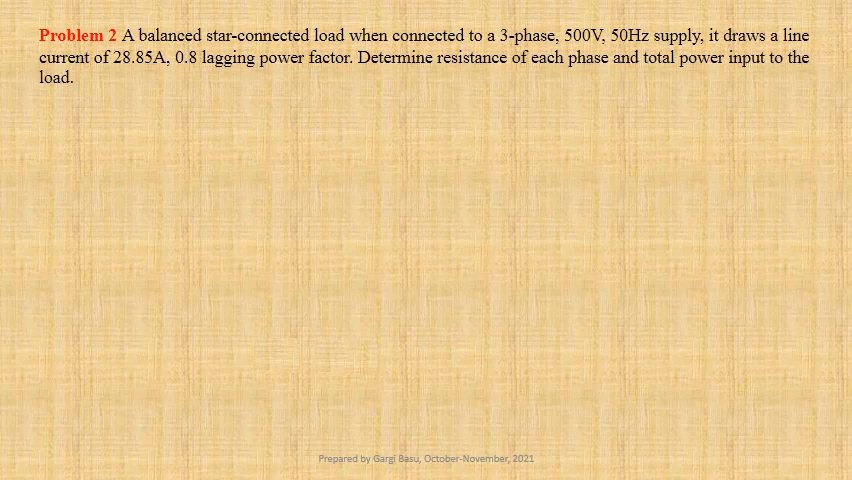 Problem 2 A balanced star-connected load when connected to a 3-phase, 500V, 50Hz supply, it draws a line
current of 28.85A, 0.8 lagging power factor. Determine resistance of each phase and total power input to the
load.
Prepared by Gargi Basu, October-November, 2021